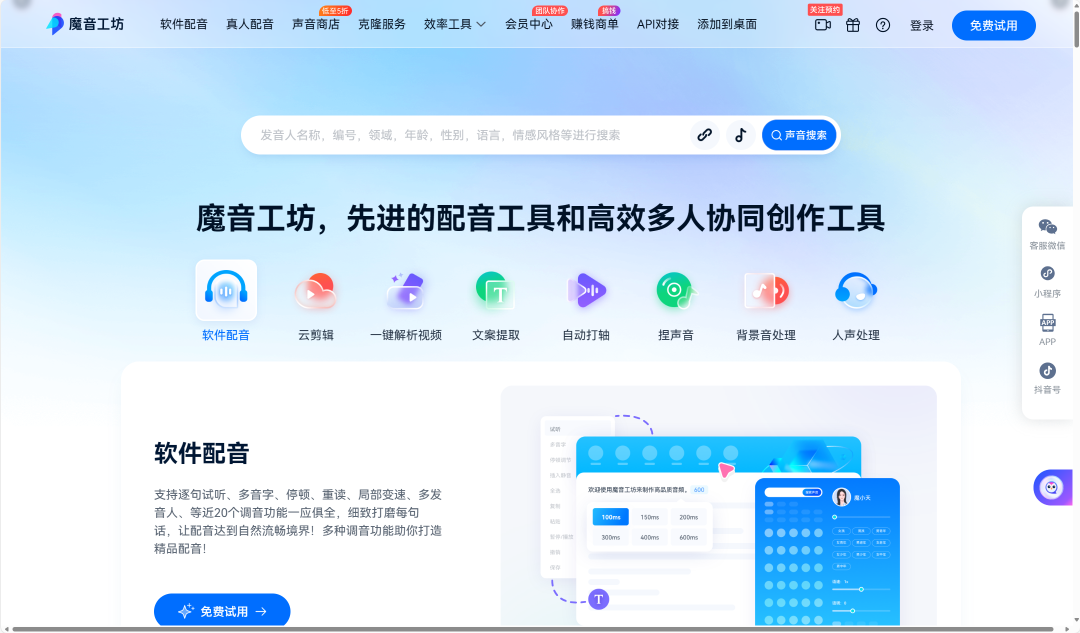 魔音工坊
软件配音
真人配音
低至5折
声音商店
克隆服务
效率工具
团队协作
会员中心
搞钱
赚钱商单
API对接
添加到桌面
关注预约
登录
免费试用
发音人名称，编号，领域，年龄，性别，语言，情感风格等进行搜索
声音搜索
魔音工坊，先进的配音工具和高效多人协同创作工具
软件配音
云剪辑
一键解析视频
文案提取
自动打轴
捏声音
背景音处理
人声处理
客服微信
小程序
APP
APP
抖音号
软件配音
支持逐句试听、多音字、停顿、重读、局部变速、多发
音人、等近20个调音功能一应俱全，细致打磨每句
话，让配音达到自然流畅境界！多种调音功能助你打造
精品配音！
免费试用
试听
多音字
欢迎使用魔音工坊来制作高品质音频。 600
100ms 150ms 200ms
300ms 400ms 600ms
魔小天
T